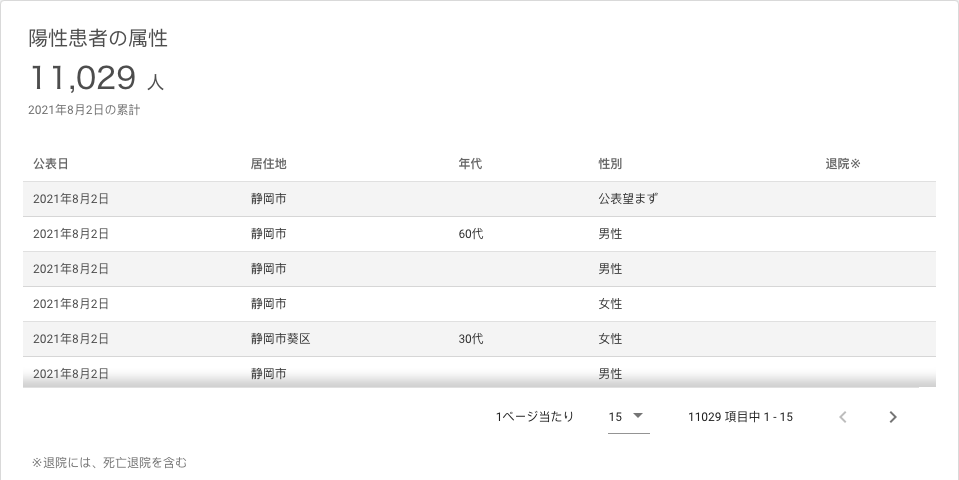 陽性患者の属性
11,029 人
2021年8月2日の累計
公表日 居住地 年代 性別 退院※
2021年8月2日 静岡市 公表望まず
2021年8月2日 静岡市 60代 男性
2021年8月2日 静岡市 男性
2021年8月2日 静岡市 女性
2021年8月2日 静岡市葵区 30代 女性
2021年8月2日 静岡市 男性
1ページ当たり 15 11029 項目中 1 - 15
※退院には、死亡退院を含む